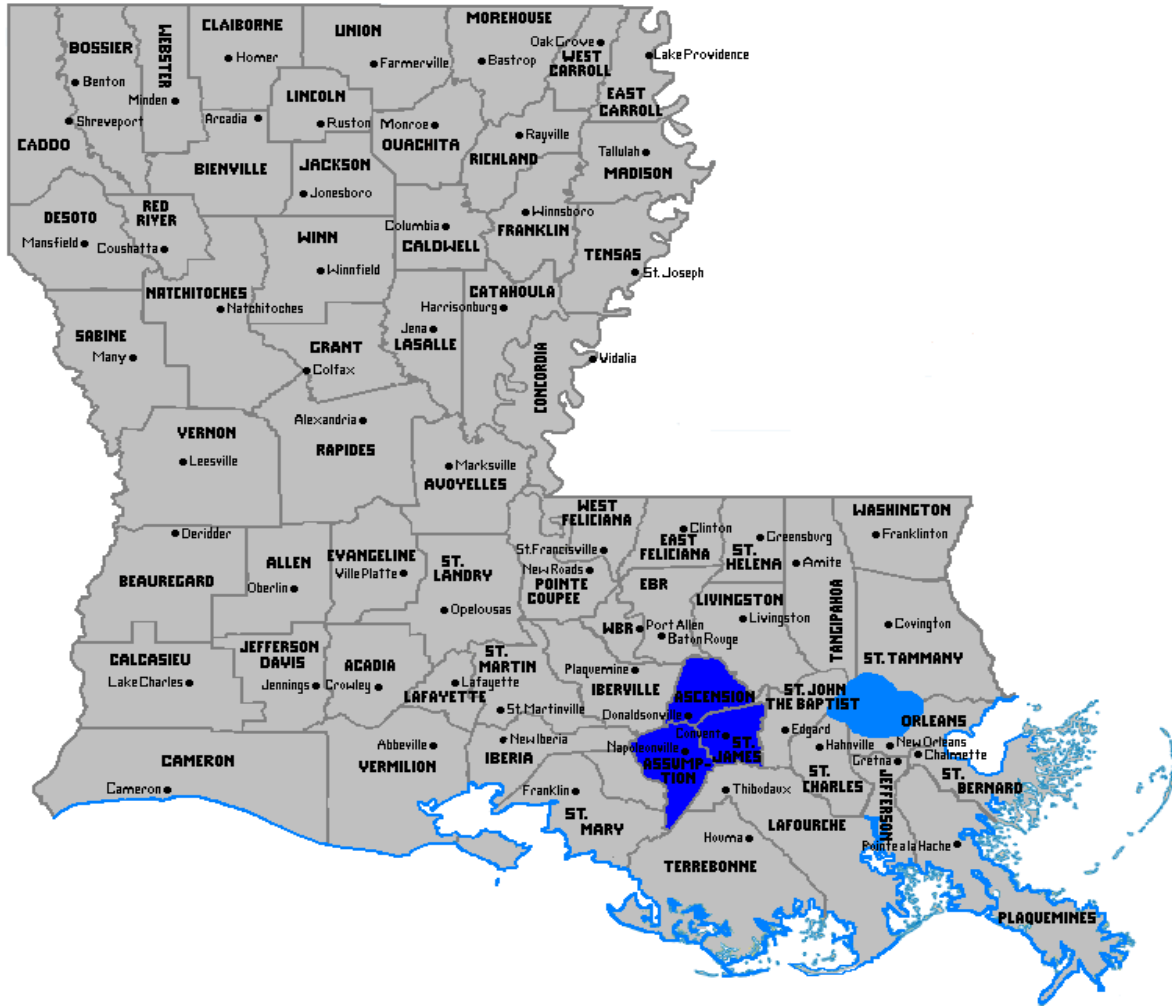 CLAIBORNE
UNION
MOREHOUSE
BOSSIER
WEBSTER
Homer
Farmerville
Bastrop
Oak Grove
WEST
CARROLL
Lake Providence
Benton
Minden
LINCOLN
EAST
CARROLL
Shreveport
Arcadia
Ruston
Monroe
OUACHITA
Rayville
RICHLAND
Tallulah
MADISON
CADDO
BIENVILLE
JACKSON
Jonesboro
DESOTO
Mansfield
RED
RIVER
Coushatta
WINN
Winnfield
Columbia
CALDWELL
Winnsboro
FRANKLIN
TENSAS
St. Joseph
NATCHITOCHES
Natchitoches
CATAHOULA
Harrisonburg
SABINE
Many
GRANT
Colfax
Jena
LASALLE
CONCORDIA
Vidalia
VERNON
Leesville
Alexandria
RAPIDES
Marksville
AVOYELLES
WEST
FELICIANA
St. Francisville
EAST
FELICIANA
Clinton
Greensburg
ST.
HELENA
Amite
TANGIPAHOA
WASHINGTON
Franklinton
Deridder
BEAUREGARD
ALLEN
Oberlin
EVANGELINE
Ville Platte
ST.
LANDRY
Opelousas
New Roads
POINTE
COUPEE
EBR
LIVINGSTON
Livingston
WBR
Port Allen
Baton Rouge
Covington
ST. TAMMANY
CALCASIEU
Lake Charles
JEFFERSON
DAVIS
Jennings
ACADIA
Crowley
ST.
MARTIN
Lafayette
LAFAYETTE
St. Martinville
Plaquemine
IBERVILLE
ASCENSION
Donaldsonville
ST. JOHN
THE BAPTIST
Edgard
ORLEANS
New Orleans
CAMERON
Cameron
Abbeville
VERMILION
New Iberia
IBERIA
Convent
ST.
JAMES
Napoleonville
ASSUMP-
TION
Hahnville
ST.
CHARLES
Gretna
Chalmette
JEFFERSON
ST.
BERNARD
Franklin
ST.
MARY
Thibodaux
LAFOURCHE
Houma
TERREBONNE
Pointe a la Hache
PLAQUEMINES